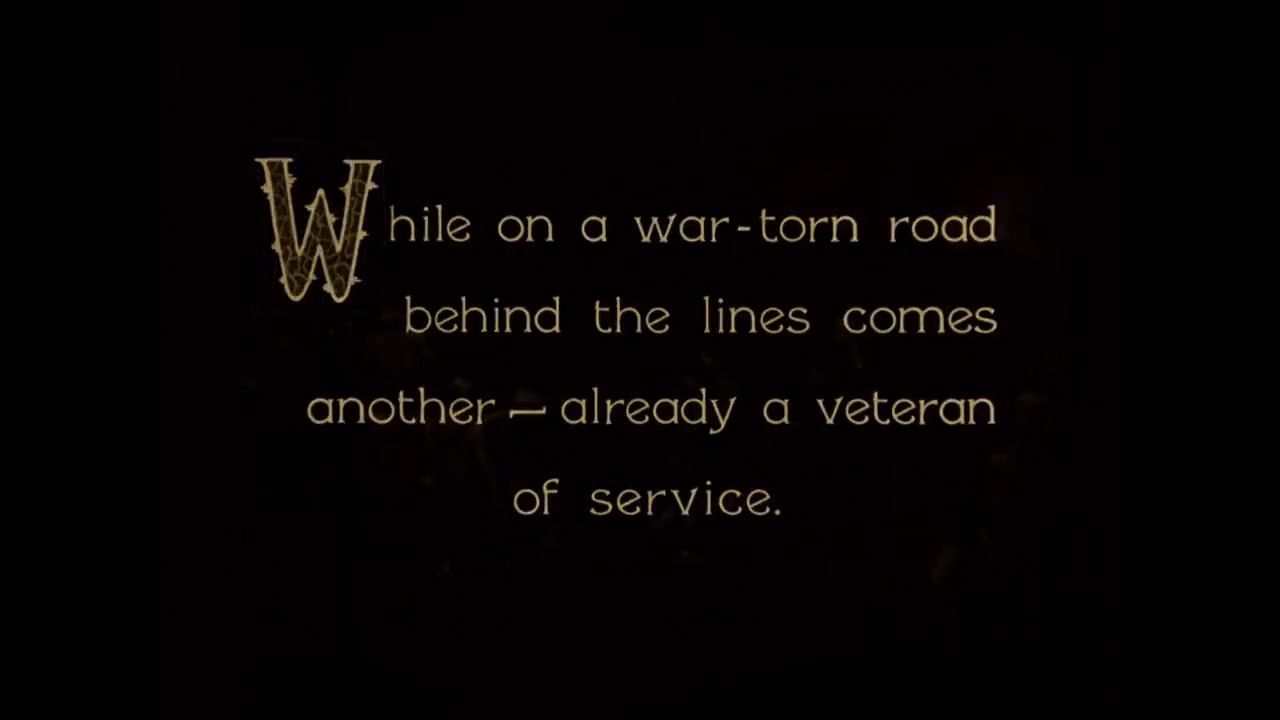 While on a war-torn road
behind the lines comes
another — already a veteran
of service.